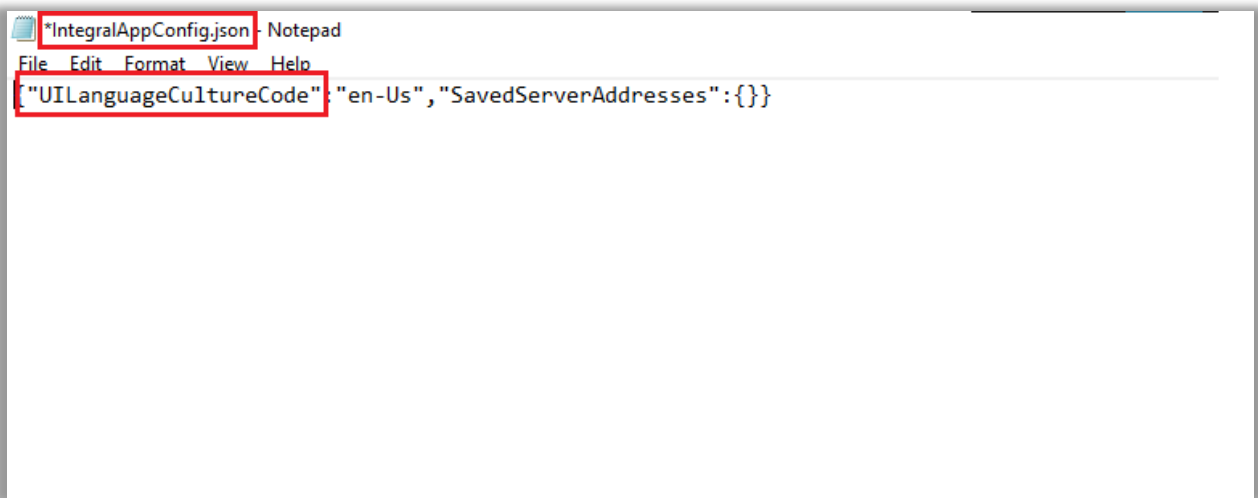 *IntegralAppConfig.json - Notepad
File Edit Format View Help
{"UILanguageCultureCode":"en-Us","SavedServerAddresses":{}}